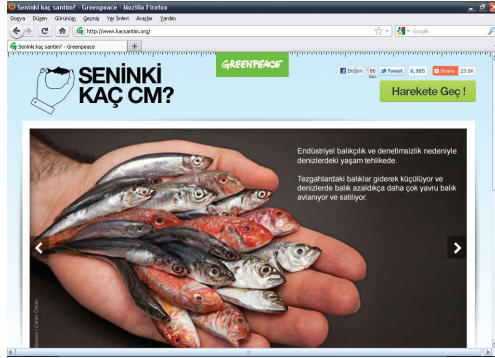 Seninki kaç santim? - Greenpeace - Mozilla Firefox
Dosya Düzen Görünüm Geçmiş Yer İmleri Araçlar Yardım
http://www.kacsantim.org/
Google
Seninki kaç santim? - Greenpeace
SENİNKİ
KAÇ CM?
GREENPEACE
Beğen
Tweet 6,985
Share 23.9K
Harekete Geç !
Endüstriyel balıkçılık ve denetimsizlik nedeniyle
denizlerdeki yaşam tehlikede.
Tezgahlardaki balıklar giderek küçülüyor ve
denizlerde balık azaldıkça daha çok yavru balık
avlanıyor ve satılıyor.